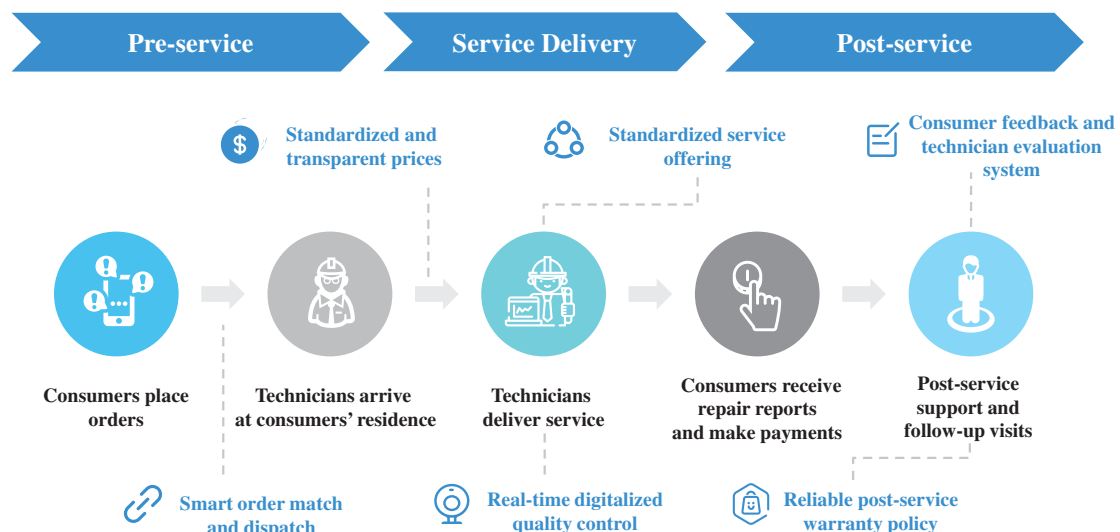 Pre-service
Service Delivery
Post-service
$
Standardized and
transparent prices
Standardized service
offering
Consumer feedback and
technician evaluation
system
Consumers place
orders
Technicians arrive
at consumers’ residence
Technicians
deliver service
Consumers receive
repair reports
and make payments
Post-service
support and
follow-up visits
Smart order match
and dispatch
Real-time digitalized
quality control
Reliable post-service
warranty policy